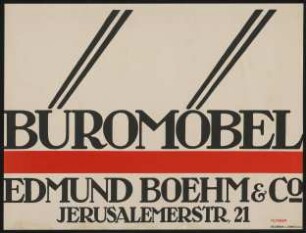 BÜROMÖBEL
EDMUND BOEHM & CO
JERUSALEMERSTR. 21